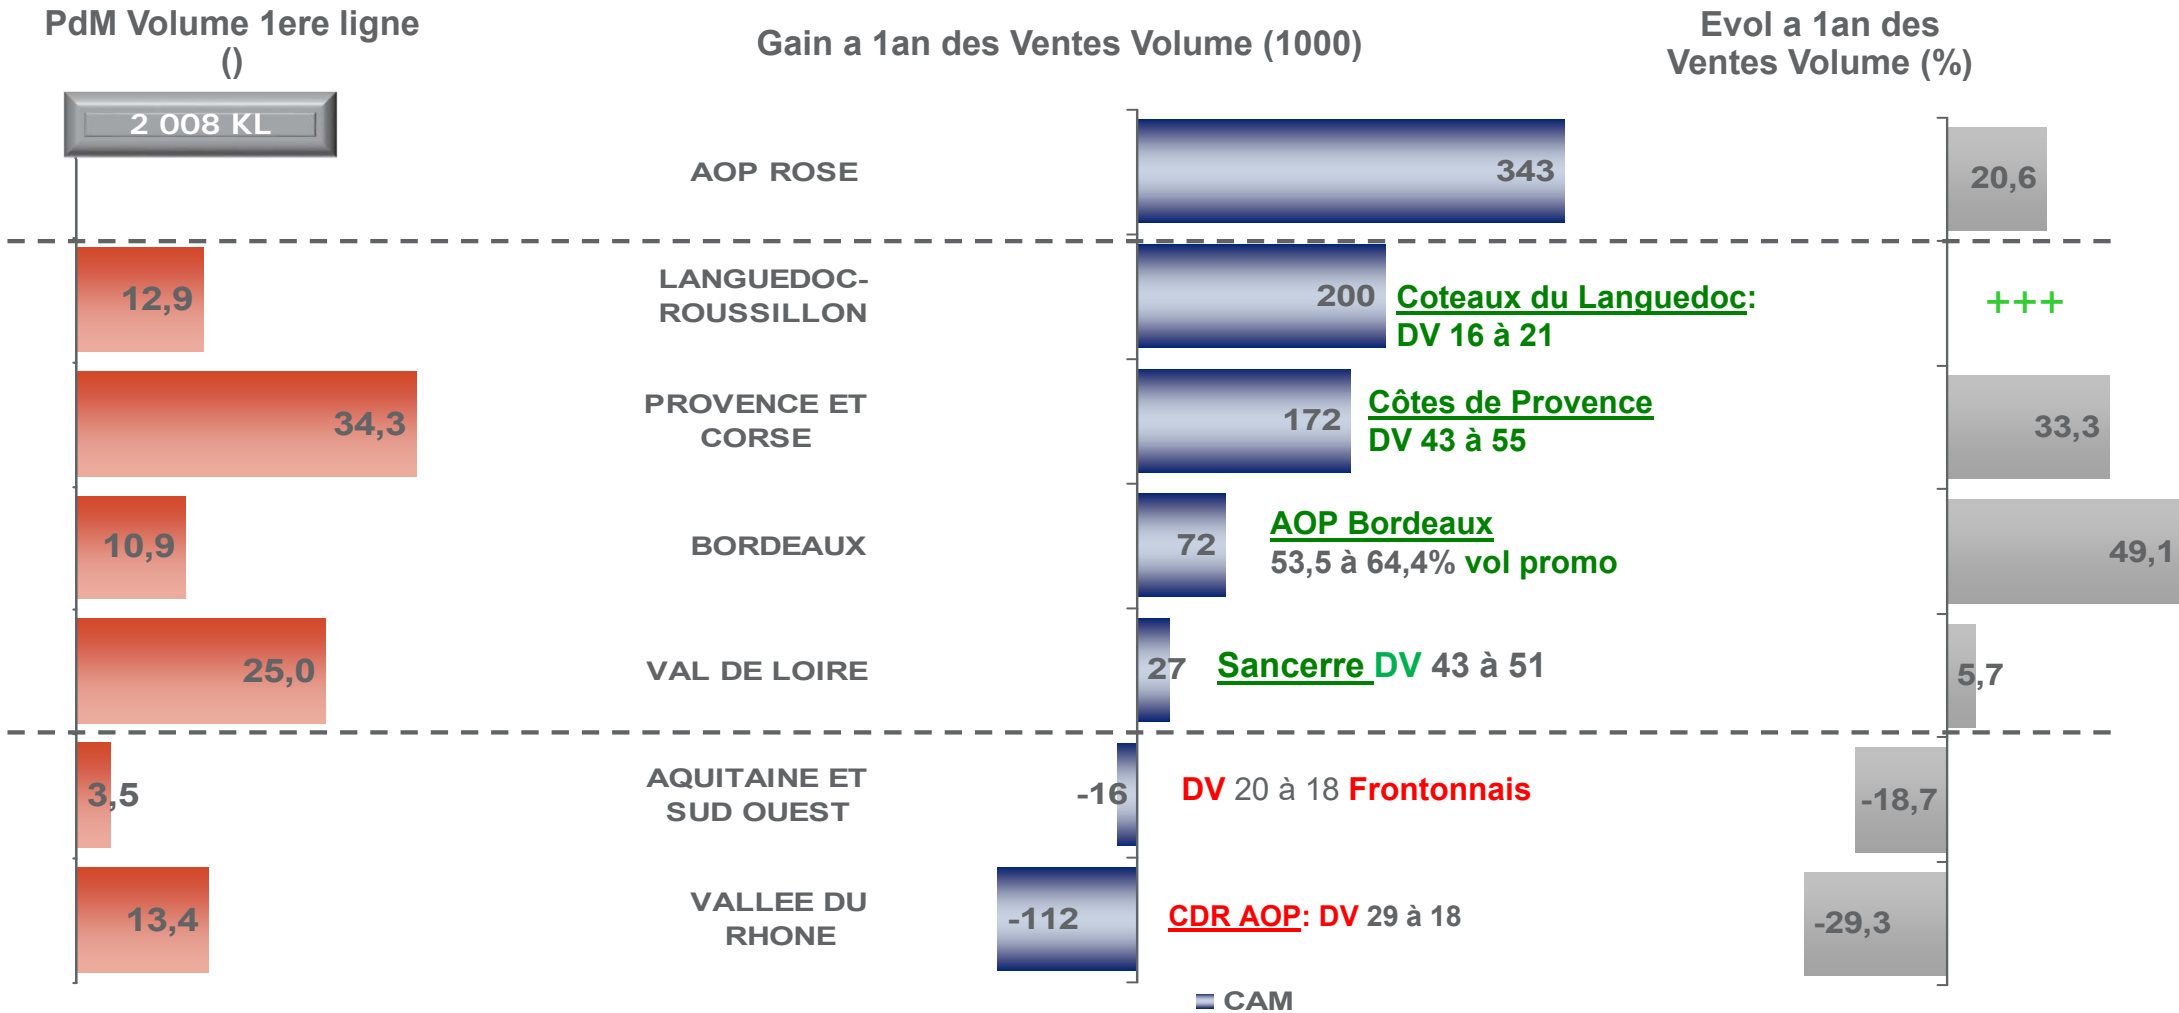 PdM Volume 1ere ligne
()
Gain a 1an des Ventes Volume (1000)
Evol a 1an des
Ventes Volume (%)
2 008 KL
AOP ROSE
343
20,6
12,9
LANGUEDOC-
ROUSSILLON
200
Coteaux du Languedoc:
DV 16 à 21
+++
34,3
PROVENCE ET
CORSE
172
Côtes de Provence
DV 43 à 55
33,3
10,9
BORDEAUX
72
AOP Bordeaux
53,5 à 64,4% vol promo
49,1
25,0
VAL DE LOIRE
27
Sancerre DV 43 à 51
5,7
3,5
AQUITAINE ET
SUD OUEST
-16
DV 20 à 18 Frontonnais
-18,7
13,4
VALLEE DU
RHONE
-112
CDR AOP: DV 29 à 18
-29,3
CAM